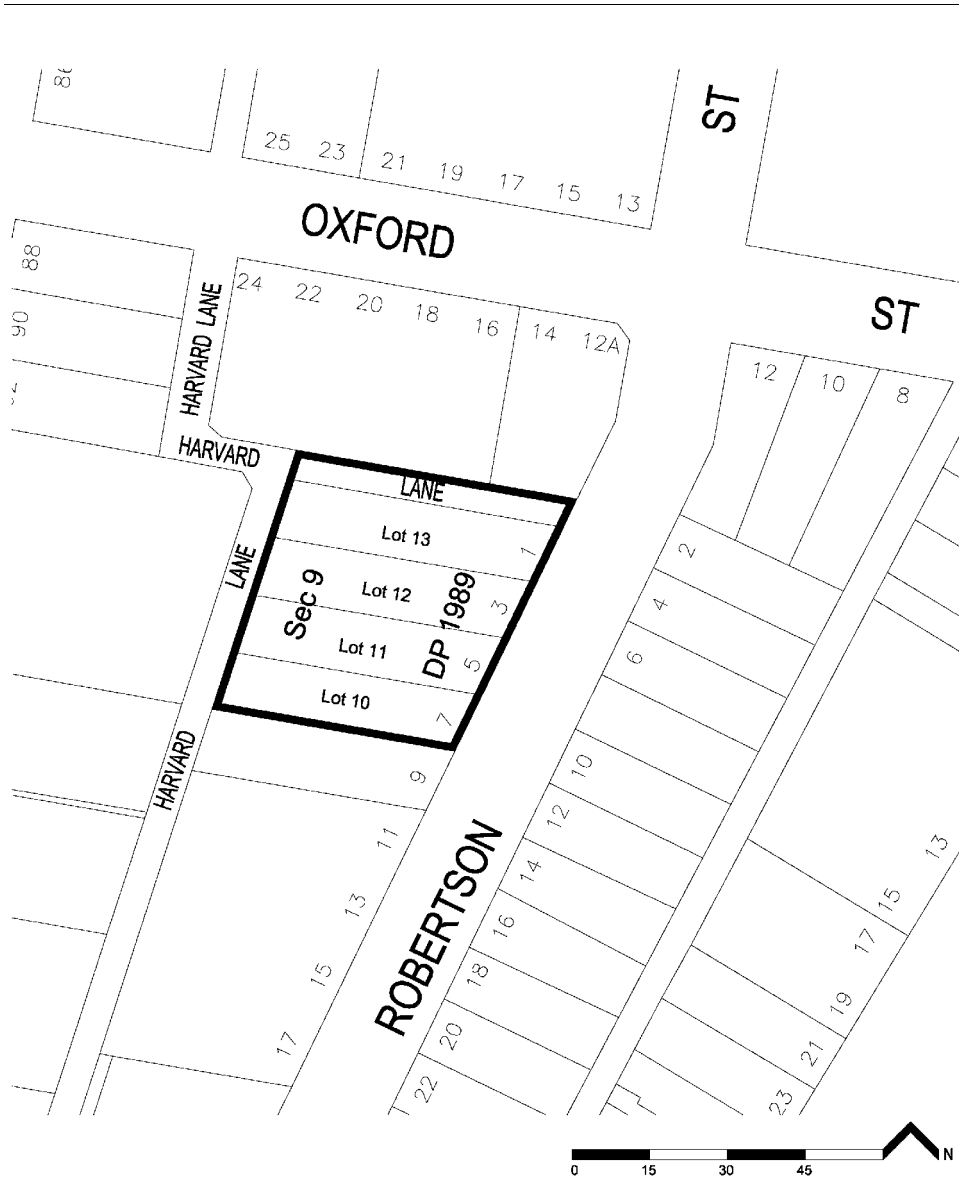 ST
25 23 21 19 17 15 13
OXFORD
ST
88
90
HARVARD LANE
24 22 20 18 16 14 12A
12 10 8
HARVARD
LANE
LANE
Lot 13
1
Lot 12
3
Sec 9
DP 1989
Lot 11
5
Lot 10
7
HARVARD
9
11
13
15
17
ROBERTSON
2
4
6
10
12
14
16
18
20
22
13
15
17
19
21
23
N
0 15 30 45